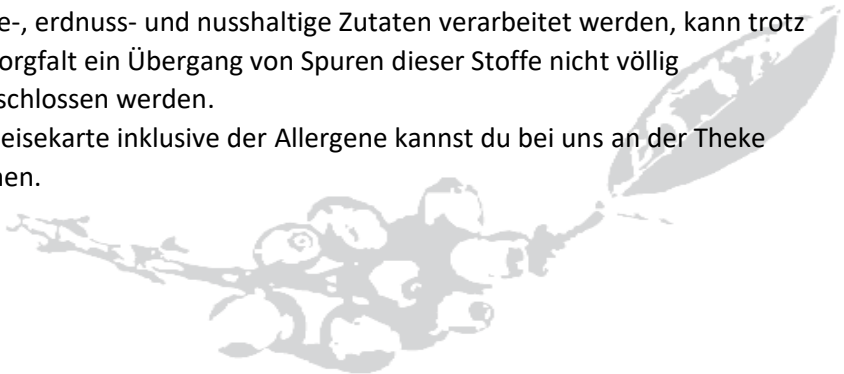 e-, erdnuss- und nusshaltige Zutaten verarbeitet werden, kann trotz
orgfalt ein Übergang von Spuren dieser Stoffe nicht völlig
schlossen werden.
eisekarte inklusive der Allergene kannst du bei uns an der Theke
en.